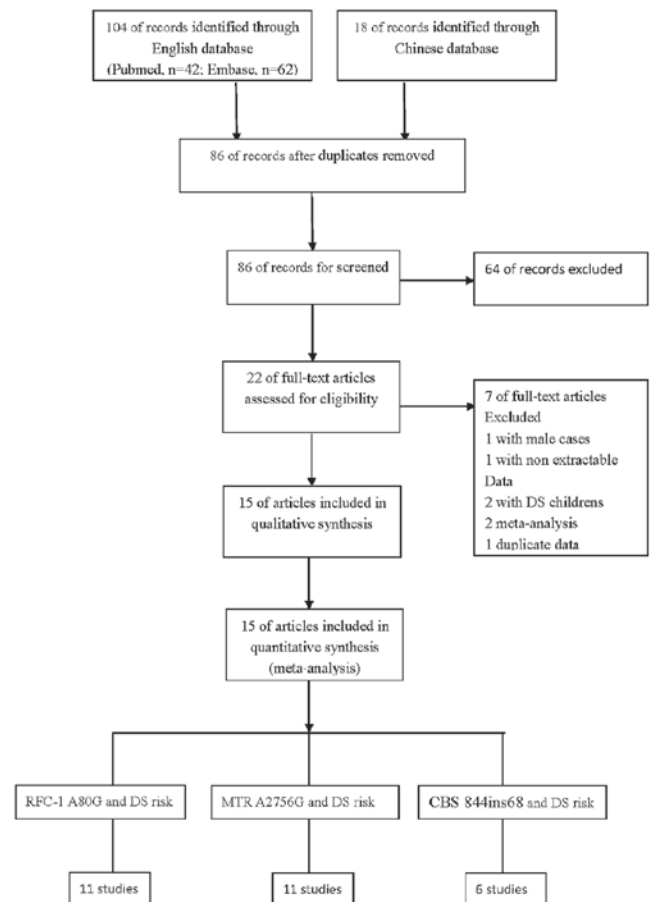 104 of records identified through
English database
(Pubmed, n=42; Embase, n=62)
18 of records identified through
Chinese database
86 of records after duplicates removed
86 of records for screened
64 of records excluded
22 of full-text articles
assessed for eligibility
7 of full-text articles
Excluded
1 with male cases
1 with non extractable
Data
2 with DS childrens
2 meta-analysis
1 duplicate data
15 of articles included in
qualitative synthesis
15 of articles included in
quantitative synthesis
(meta-analysis)
RFC-1 A80G and DS risk
MTR A2756G and DS risk
CBS 844ins68 and DS risk
11 studies
11 studies
6 studies